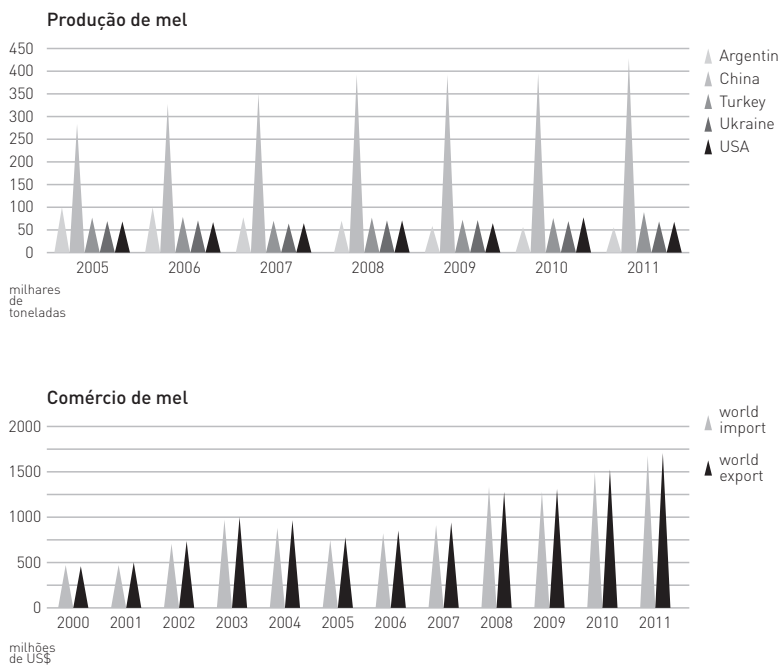 Produção de mel
450
400
350
300
250
200
150
100
50
0
2005 2006 2007 2008 2009 2010 2011
milhares
de
toneladas
Argentin
China
Turkey
Ukraine
USA
Comércio de mel
2000
1500
1000
500
0
2000 2001 2002 2003 2004 2005 2006 2007 2008 2009 2010 2011
milhões
de US$
world
import
world
export